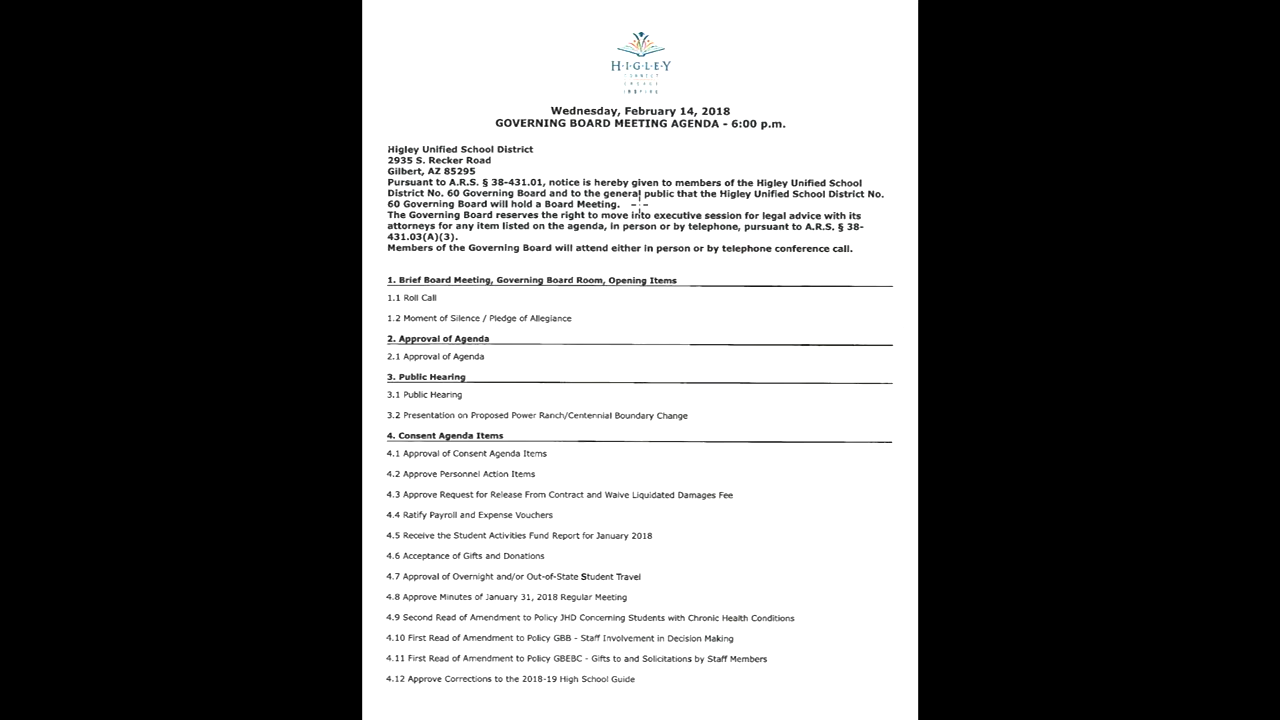 H·I·G·L·E·Y
CONNECT
ENGAGE
INSPIRE
Wednesday, February 14, 2018
GOVERNING BOARD MEETING AGENDA - 6:00 p.m.
Higley Unified School District
2935 S. Recker Road
Gilbert, AZ 85295
Pursuant to A.R.S. § 38-431.01, notice is hereby given to members of the Higley Unified School
District No. 60 Governing Board and to the general public that the Higley Unified School District No.
60 Governing Board will hold a Board Meeting.
The Governing Board reserves the right to move into executive session for legal advice with its
attorneys for any item listed on the agenda, in person or by telephone, pursuant to A.R.S. § 38-
431.03(A)(3).
Members of the Governing Board will attend either in person or by telephone conference call.
1. Brief Board Meeting, Governing Board Room, Opening Items
1.1 Roll Call
1.2 Moment of Silence / Pledge of Allegiance
2. Approval of Agenda
2.1 Approval of Agenda
3. Public Hearing
3.1 Public Hearing
3.2 Presentation on Proposed Power Ranch/Centennial Boundary Change
4. Consent Agenda Items
4.1 Approval of Consent Agenda Items
4.2 Approve Personnel Action Items
4.3 Approve Request for Release From Contract and Waive Liquidated Damages Fee
4.4 Ratify Payroll and Expense Vouchers
4.5 Receive the Student Activities Fund Report for January 2018
4.6 Acceptance of Gifts and Donations
4.7 Approval of Overnight and/or Out-of-State Student Travel
4.8 Approve Minutes of January 31, 2018 Regular Meeting
4.9 Second Read of Amendment to Policy JHD Concerning Students with Chronic Health Conditions
4.10 First Read of Amendment to Policy GBB - Staff Involvement in Decision Making
4.11 First Read of Amendment to Policy GBEBC - Gifts to and Solicitations by Staff Members
4.12 Approve Corrections to the 2018-19 High School Guide